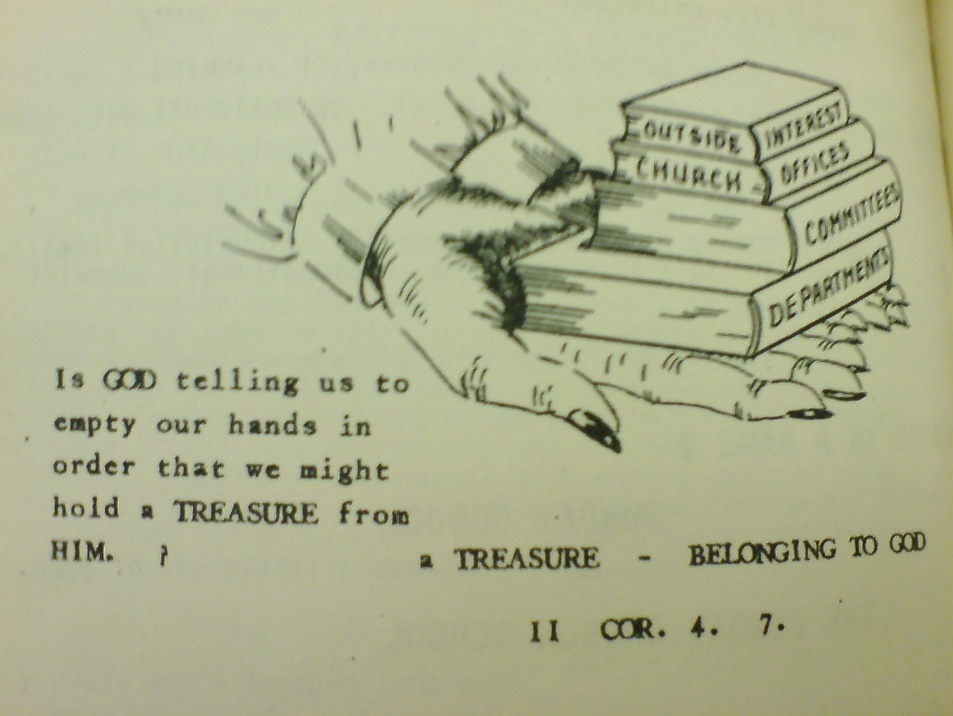 OUTSIDE INTEREST
CHURCH OFFICES
COMMITTEES
DEPARTMENTS
Is GOD telling us to
empty our hands in
order that we might
hold a TREASURE from
HIM. ?
a TREASURE - BELONGING TO GOD
II COR. 4. 7.